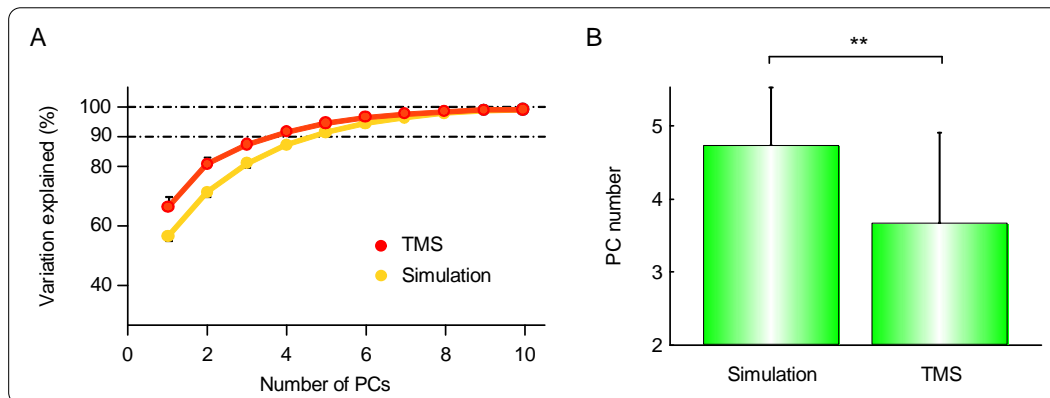 A
Variation explained (%)
100
90
80
60
40
TMS
Simulation
0 2 4 6 8 10
Number of PCs
B
**
PC number
5
4
3
2
Simulation TMS